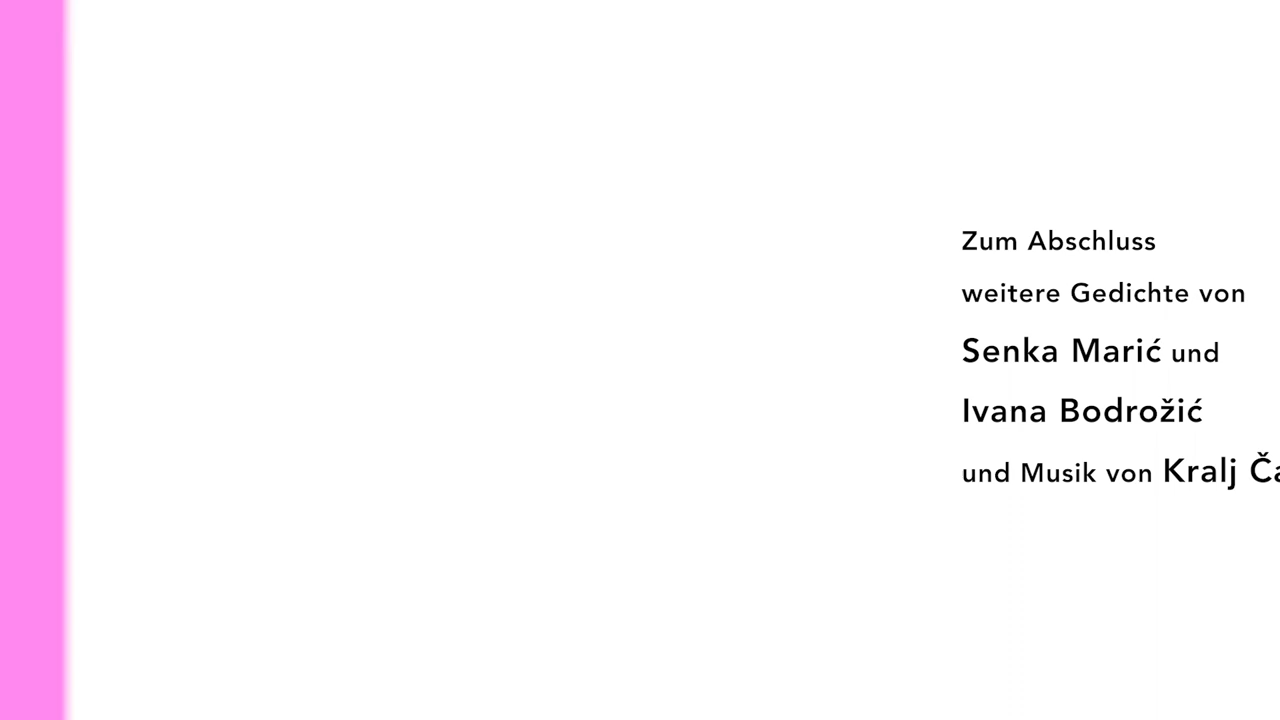 Zum Abschluss
weitere Gedichte von
Senka Marić und
Ivana Bodrožić
und Musik von Kralj